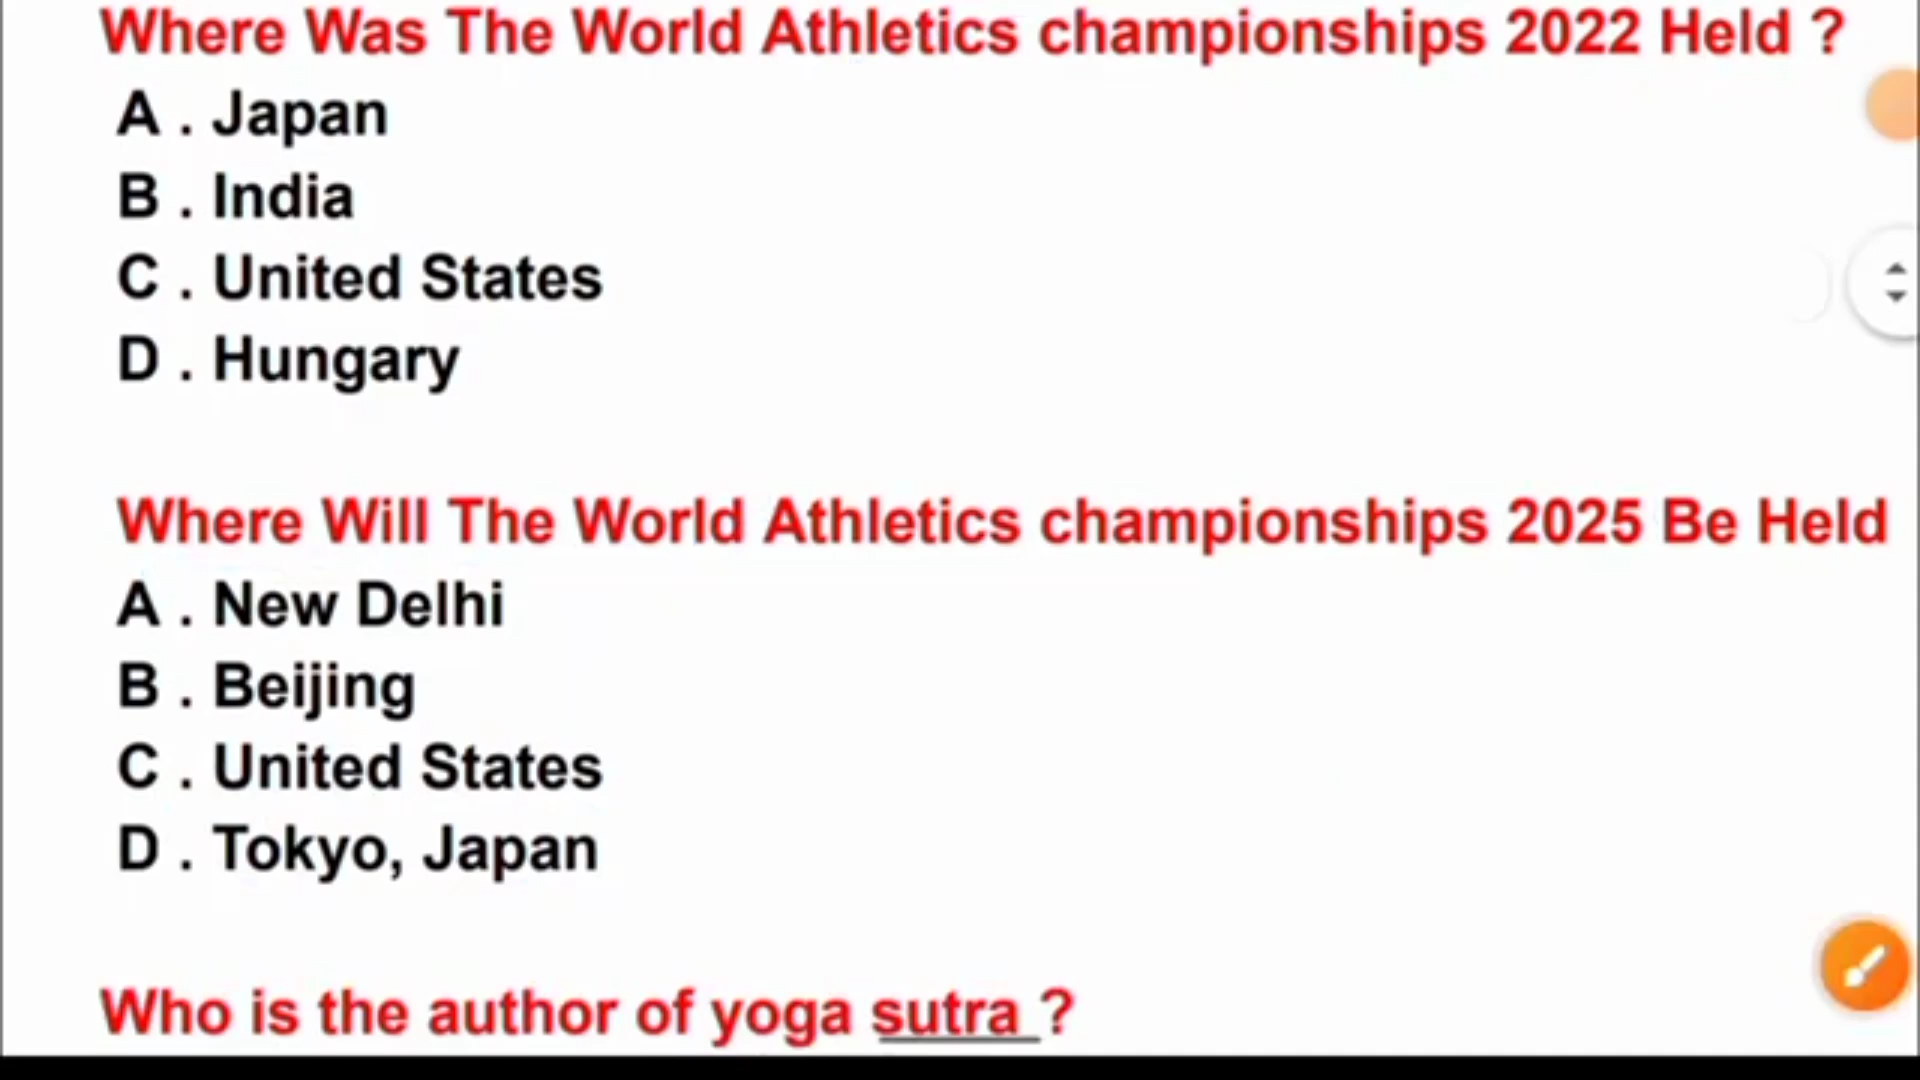 Where Was The World Athletics championships 2022 Held ?
A . Japan
B . India
C . United States
D . Hungary
Where Will The World Athletics championships 2025 Be Held
A . New Delhi
B . Beijing
C . United States
D . Tokyo, Japan
Who is the author of yoga sutra ?